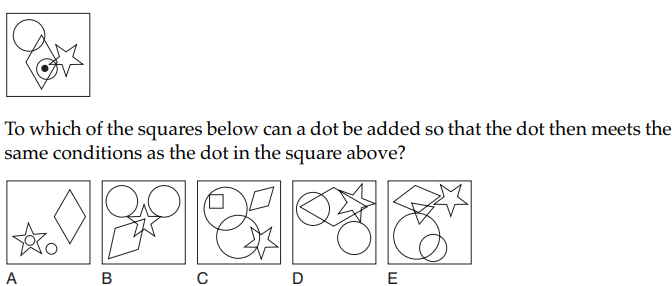 To which of the squares below can a dot be added so that the dot then meets the
same conditions as the dot in the square above?
A B C D E